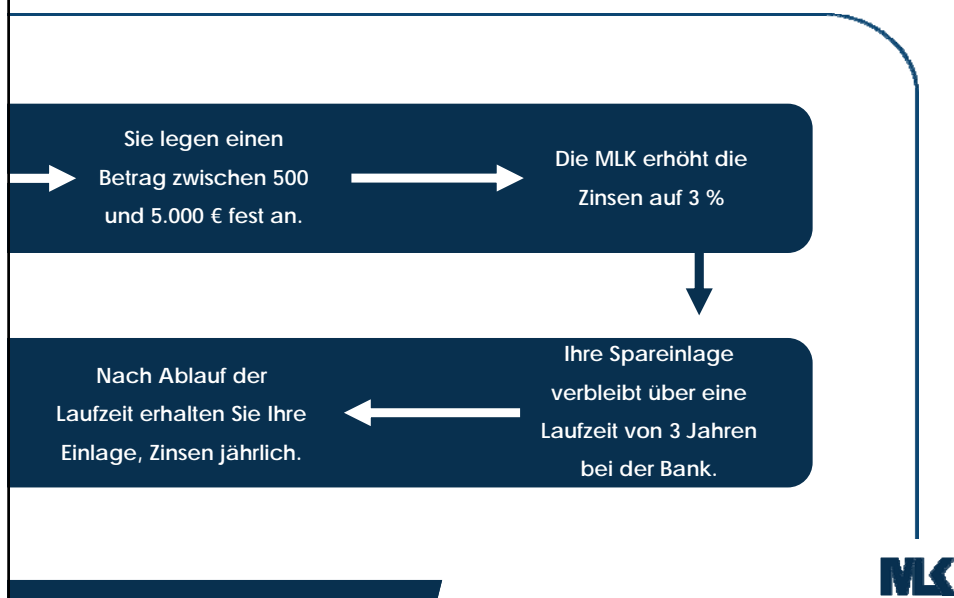 Sie legen einen
Betrag zwischen 500
und 5.000 € fest an.
Die MLK erhöht die
Zinsen auf 3 %
Ihre Spareinlage
verbleibt über eine
Laufzeit von 3 Jahren
bei der Bank.
Nach Ablauf der
Laufzeit erhalten Sie Ihre
Einlage, Zinsen jährlich.
MLK